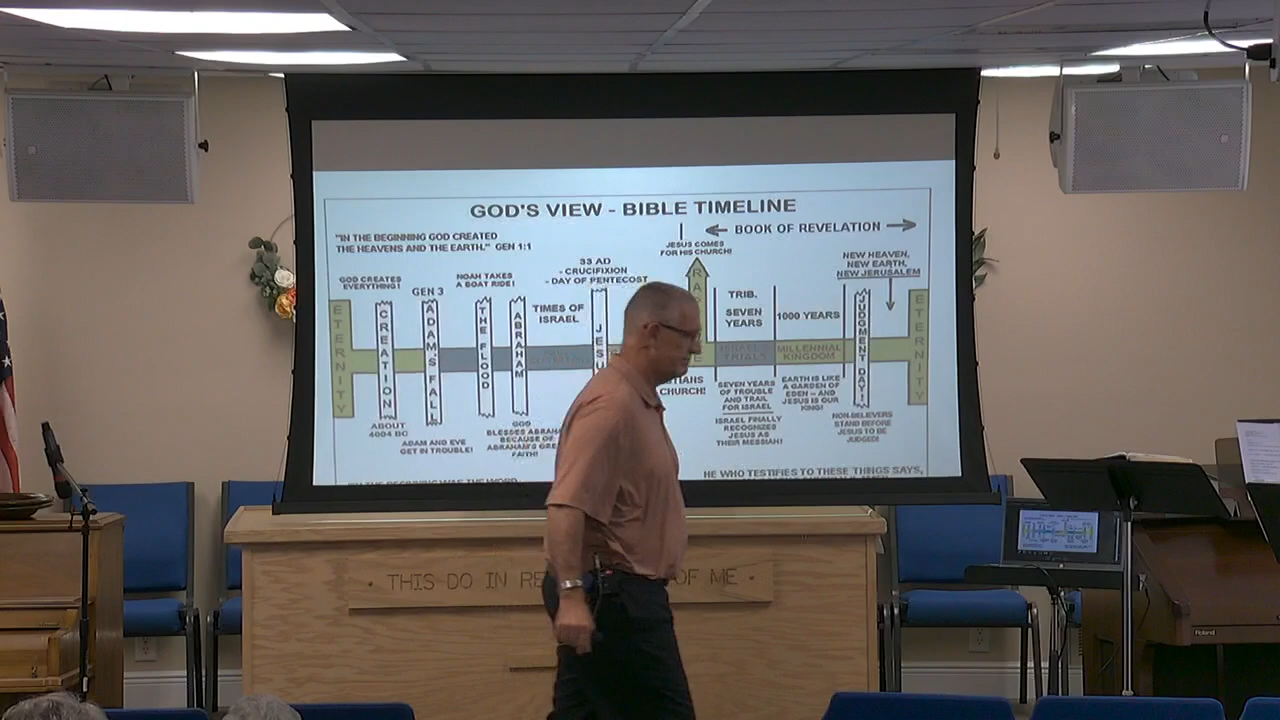 GOD'S VIEW - BIBLE TIMELINE
"IN THE BEGINNING GOD CREATED
THE HEAVENS AND THE EARTH." GEN 1:1
BOOK OF REVELATION
JESUS COMES
FOR HIS CHURCH!
GOD CREATES
EVERYTHING!
GEN 3
NOAH TAKES
A BOAT RIDE!
33 AD
- CRUCIFIXION
- DAY OF PENTECOST
NEW HEAVEN,
NEW EARTH,
NEW JERUSALEM
ETERNITY
CREATION
ADAM'S FALL
THE FLOOD
ABRAHAM
TIMES OF
ISRAEL
TRIB.
SEVEN
YEARS
1000 YEARS
JUDGMENT DAY!
ETERNITY
TRIALS
MILLENNIAL
KINGDOM
ABOUT
4004 BC
ADAM AND EVE
GET IN TROUBLE!
GOD
BECAUSE OF
FAITH!
CHURCH!
SEVEN YEARS
OF TROUBLE
AND TRAIL
FOR ISRAEL
ISRAEL FINALLY
RECOGNIZES
JESUS AS
THEIR MESSIAH!
EARTH IS LIKE
A GARDEN OF
EDEN – AND
JESUS IS OUR
KING!
NON-BELIEVERS
STAND BEFORE
JESUS TO BE
JUDGED!
HE WHO TESTIFIES TO THESE THINGS SAYS,
THIS DO IN OF ME
Roland